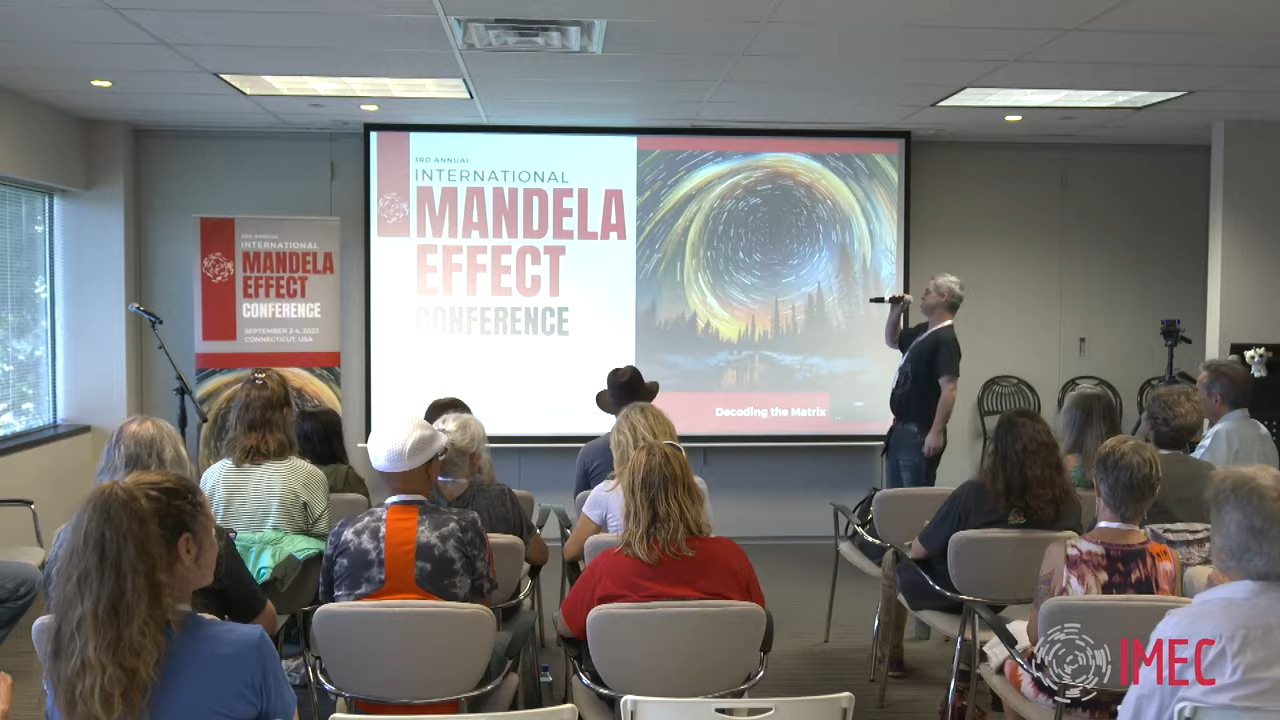 3RD ANNUAL
INTERNATIONAL
MANDELA
EFFECT
CONFERENCE
Decoding the Matrix
3RD ANNUAL
INTERNATIONAL
MANDELA
EFFECT
CONFERENCE
SEPTEMBER 2-4, 2023
CONNECTICUT, USA
IMEC